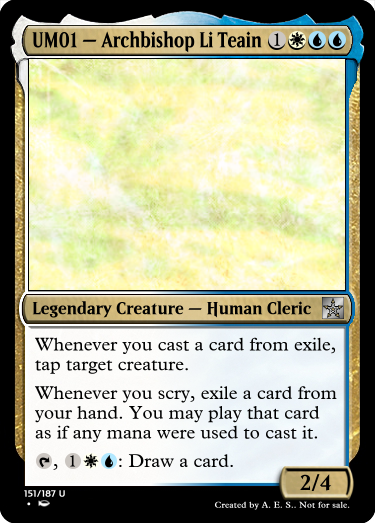 UM01 — Archbishop Li Teain 1
Legendary Creature — Human Cleric
Whenever you cast a card from exile,
tap target creature.
Whenever you scry, exile a card from
your hand. You may play that card
as if any mana were used to cast it.
, 1 : Draw a card.
2/4
151/187 U
Created by A. E. S.. Not for sale.